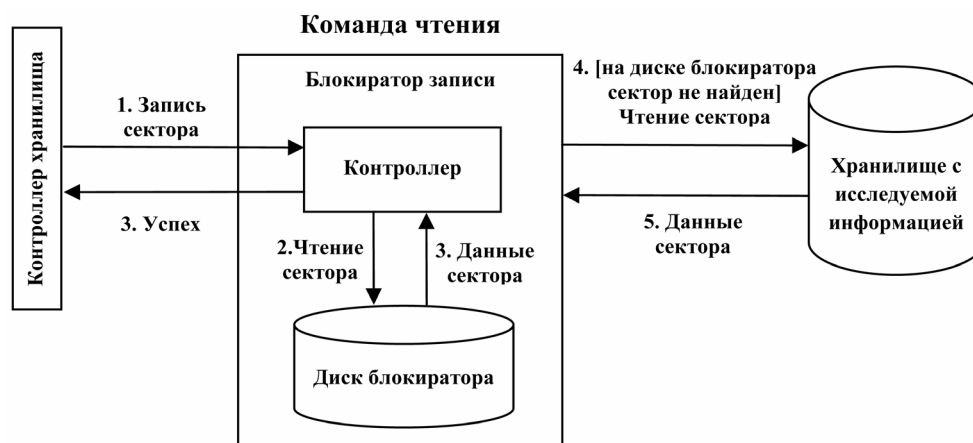 Команда чтения
Контроллер хранилища
Блокиратор записи
1. Запись
сектора
3. Успех
Контроллер
2.Чтение
сектора
3. Данные
сектора
Диск блокиратора
4. [на диске блокиратора
сектор не найден]
Чтение сектора
5. Данные
сектора
Хранилище с
исследуемой
информацией